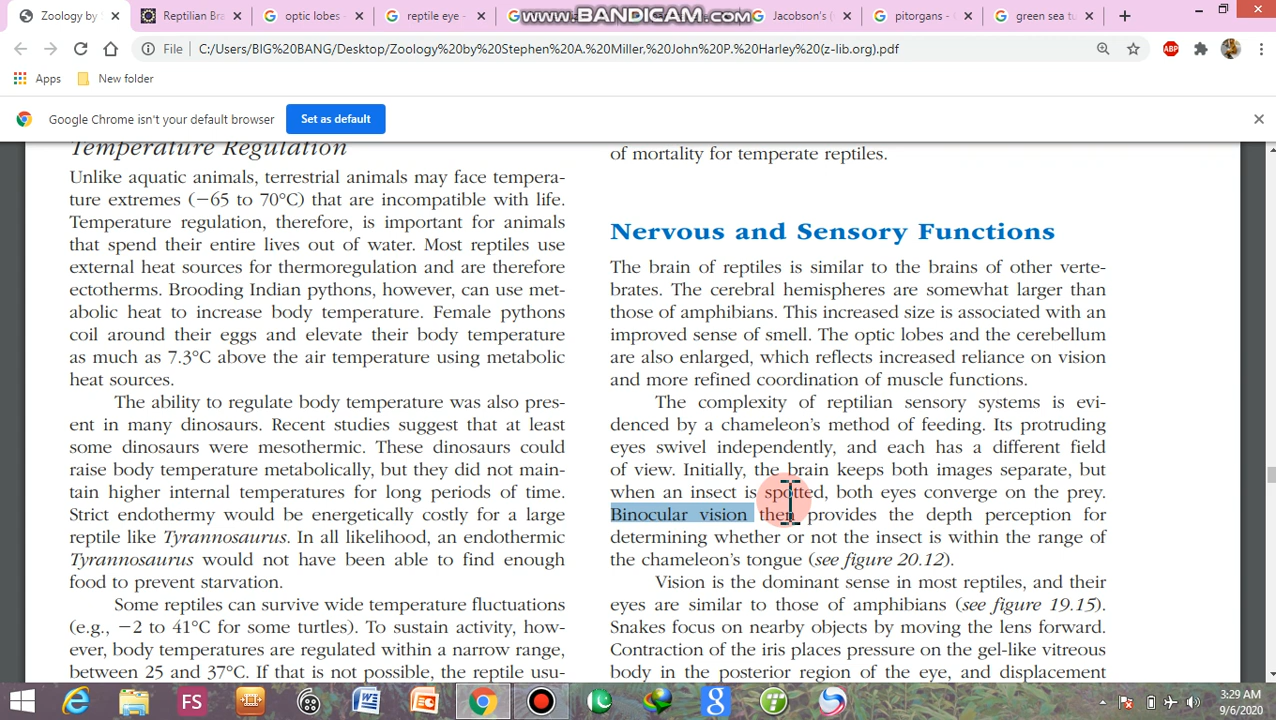 Zoology by
Reptilian Bra
optic lobes -
reptile eye -
www.BANDICAM.com
Jacobson's (
pitorgans -
green sea tu
File
C:/Users/BIG%20BANG/Desktop/Zoology%20by%20Stephen%20A.%20Miller,%20John%20P.%20Harley%20(z-lib.org).pdf
ABP
Apps
New folder
Google Chrome isn't your default browser
Set as default
Temperature Regulation
Unlike aquatic animals, terrestrial animals may face tempera-
ture extremes (−65 to 70°C) that are incompatible with life.
Temperature regulation, therefore, is important for animals
that spend their entire lives out of water. Most reptiles use
external heat sources for thermoregulation and are therefore
ectotherms. Brooding Indian pythons, however, can use met-
abolic heat to increase body temperature. Female pythons
coil around their eggs and elevate their body temperature
as much as 7.3°C above the air temperature using metabolic
heat sources.
The ability to regulate body temperature was also pres-
ent in many dinosaurs. Recent studies suggest that at least
some dinosaurs were mesothermic. These dinosaurs could
raise body temperature metabolically, but they did not main-
tain higher internal temperatures for long periods of time.
Strict endothermy would be energetically costly for a large
reptile like Tyrannosaurus. In all likelihood, an endothermic
Tyrannosaurus would not have been able to find enough
food to prevent starvation.
Some reptiles can survive wide temperature fluctuations
(e.g., −2 to 41°C for some turtles). To sustain activity, how-
ever, body temperatures are regulated within a narrow range,
between 25 and 37°C. If that is not possible, the reptile usu-
of mortality for temperate reptiles.
Nervous and Sensory Functions
The brain of reptiles is similar to the brains of other verte-
brates. The cerebral hemispheres are somewhat larger than
those of amphibians. This increased size is associated with an
improved sense of smell. The optic lobes and the cerebellum
are also enlarged, which reflects increased reliance on vision
and more refined coordination of muscle functions.
The complexity of reptilian sensory systems is evi-
denced by a chameleon's method of feeding. Its protruding
eyes swivel independently, and each has a different field
of view. Initially, the brain keeps both images separate, but
when an insect is spotted, both eyes converge on the prey.
Binocular vision then provides the depth perception for
determining whether or not the insect is within the range of
the chameleon's tongue (see figure 20.12).
Vision is the dominant sense in most reptiles, and their
eyes are similar to those of amphibians (see figure 19.15).
Snakes focus on nearby objects by moving the lens forward.
Contraction of the iris places pressure on the gel-like vitreous
body in the posterior region of the eye, and displacement
FS
3:29 AM
9/6/2020